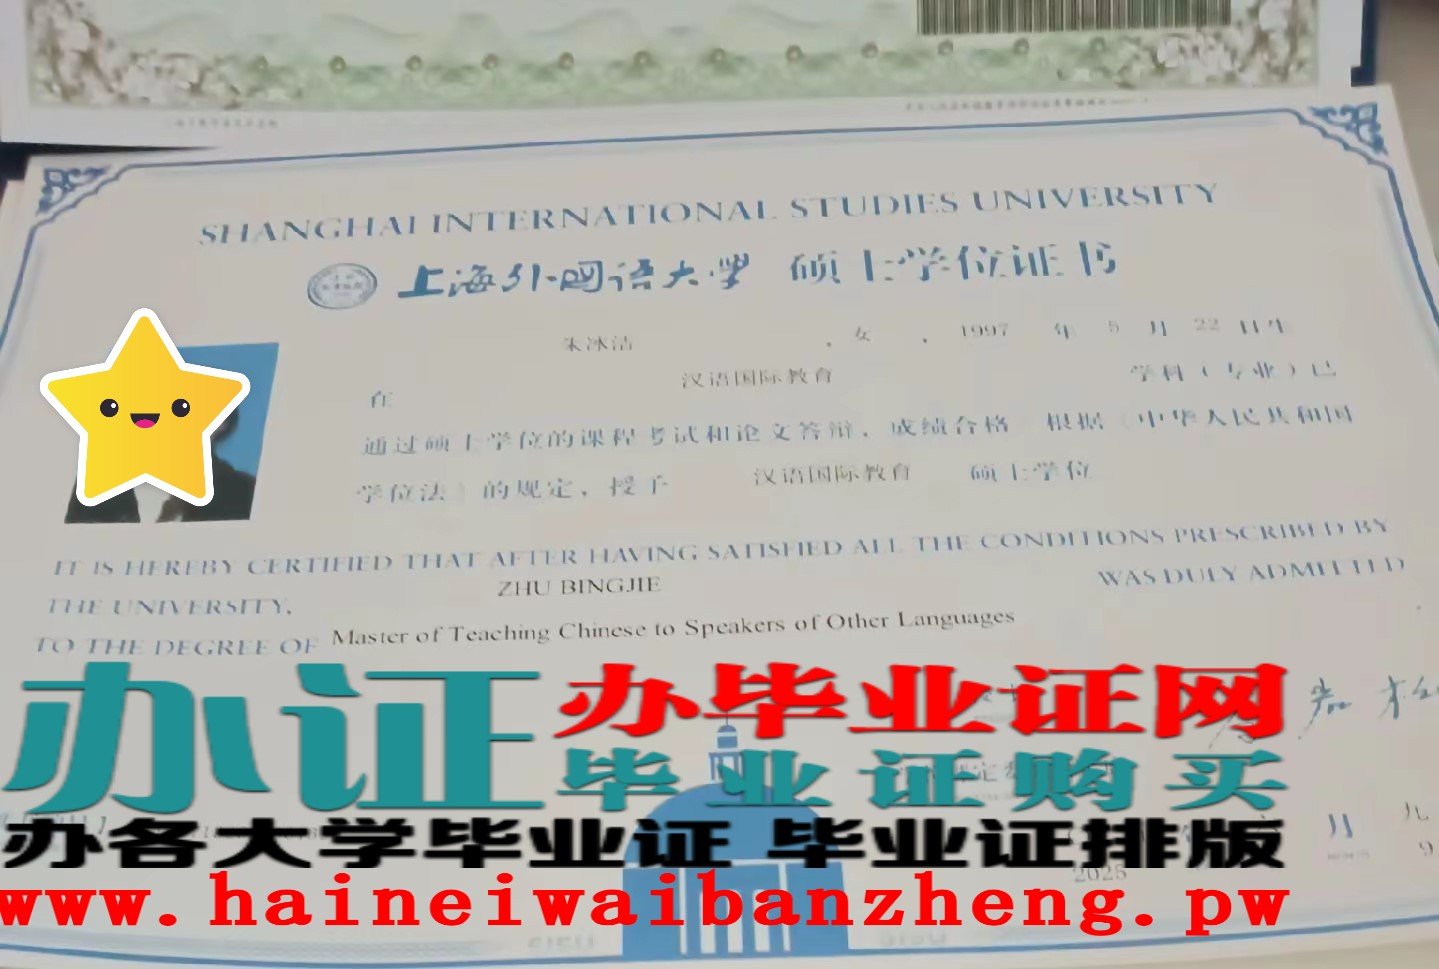 SHANGHAI INTERNATIONAL STUDIES UNIVERSITY
上海外国语大学 硕士学位证书
朱冰洁 , 女 , 1997 年 5 月 22 日生
在 汉语国际教育 学科(专业)已
通过硕士学位的课程考试和论文答辩,成绩合格 根据《中华人民共和国
学位法》的规定,授予 汉语国际教育 硕士学位
IT IS HEREBY CERTIFIED THAT AFTER HAVING SATISFIED ALL THE CONDITIONS PRESCRIBED BY
THE UNIVERSITY, ZHU BINGJIE WAS DULY ADMITTED
TO THE DEGREE OF Master of Teaching Chinese to Speakers of Other Languages
办证 办毕业证网
毕业证购买
办各大学毕业证 毕业证排版
月 九
2025 9
www.haineiwaibanzheng.pw